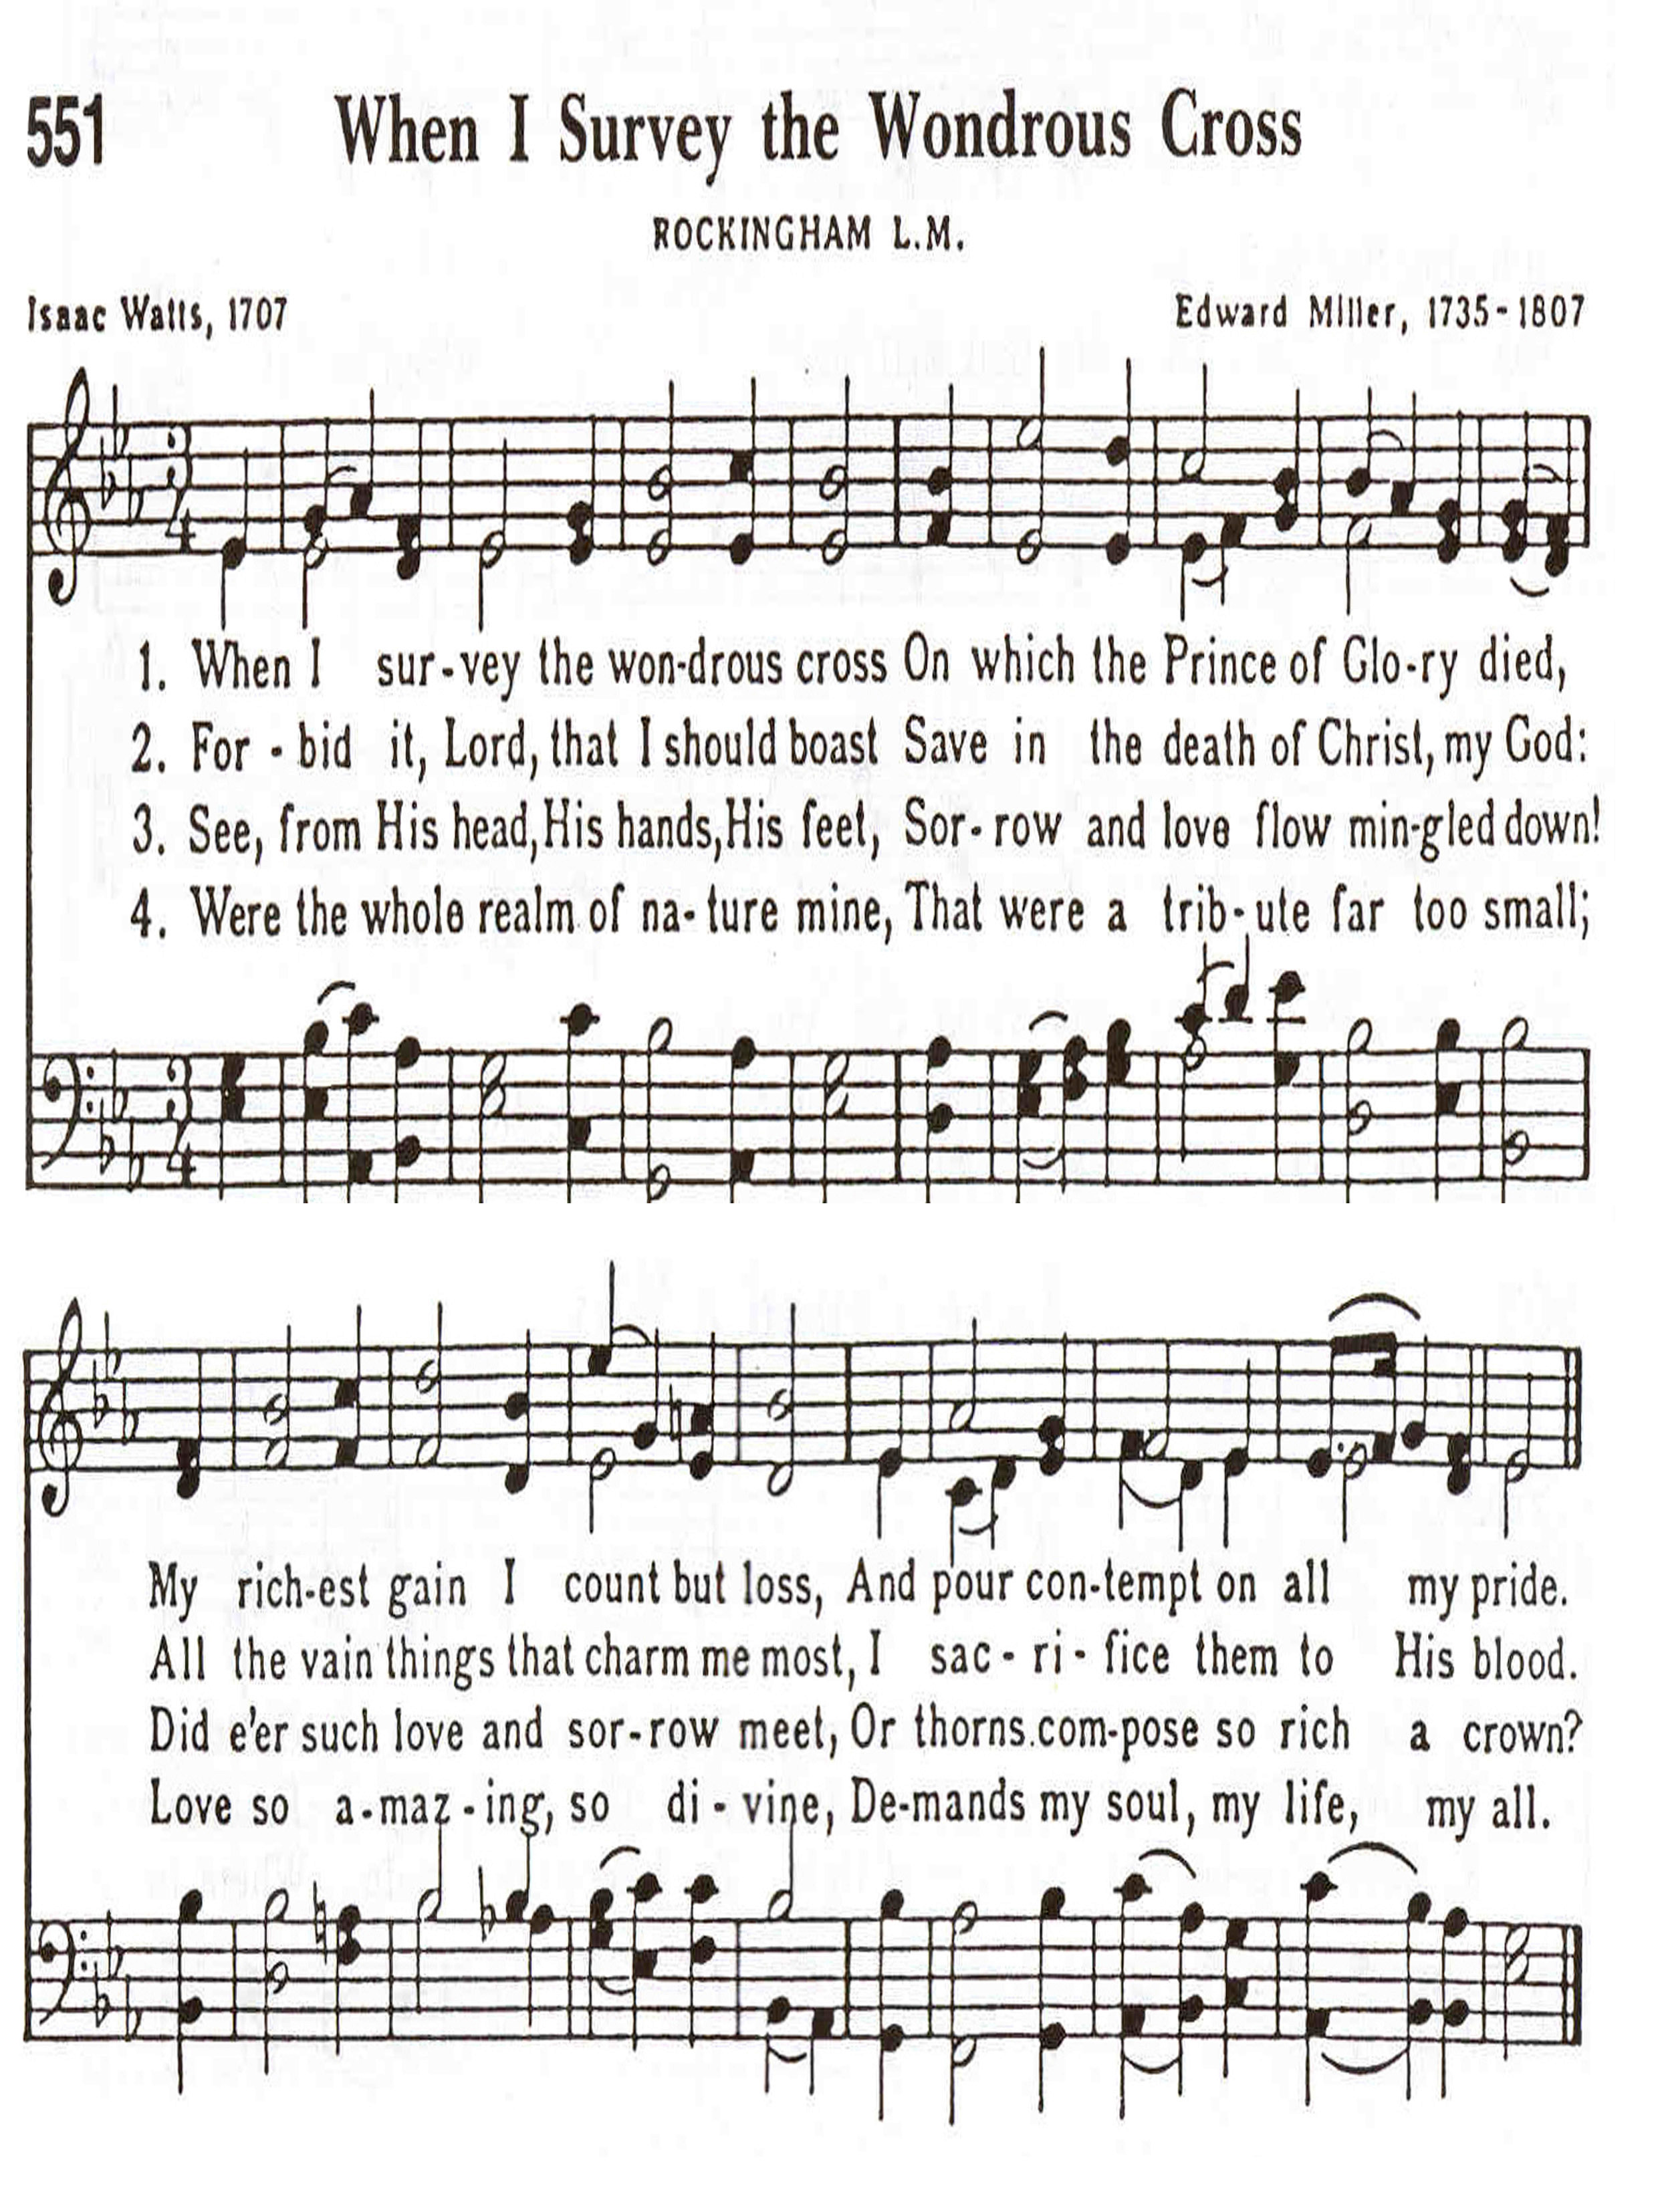 551 When I Survey the Wondrous Cross
ROCKINGHAM L.M.
Isaac Watts, 1707 Edward Miller, 1735-1807
1. When I sur-vey the won-drous cross On which the Prince of Glo-ry died,
2. For - bid it, Lord, that I should boast Save in the death of Christ, my God:
3. See, from His head, His hands, His feet, Sor- row and love flow min-gled down!
4. Were the whole realm of na- ture mine, That were a trib- ute far too small;
My rich-est gain I count but loss, And pour con-tempt on all my pride.
All the vain things that charm me most, I sac - ri - fice them to His blood.
Did e'er such love and sor-row meet, Or thorns com-pose so rich a crown?
Love so a-maz-ing, so di - vine, De-mands my soul, my life, my all.